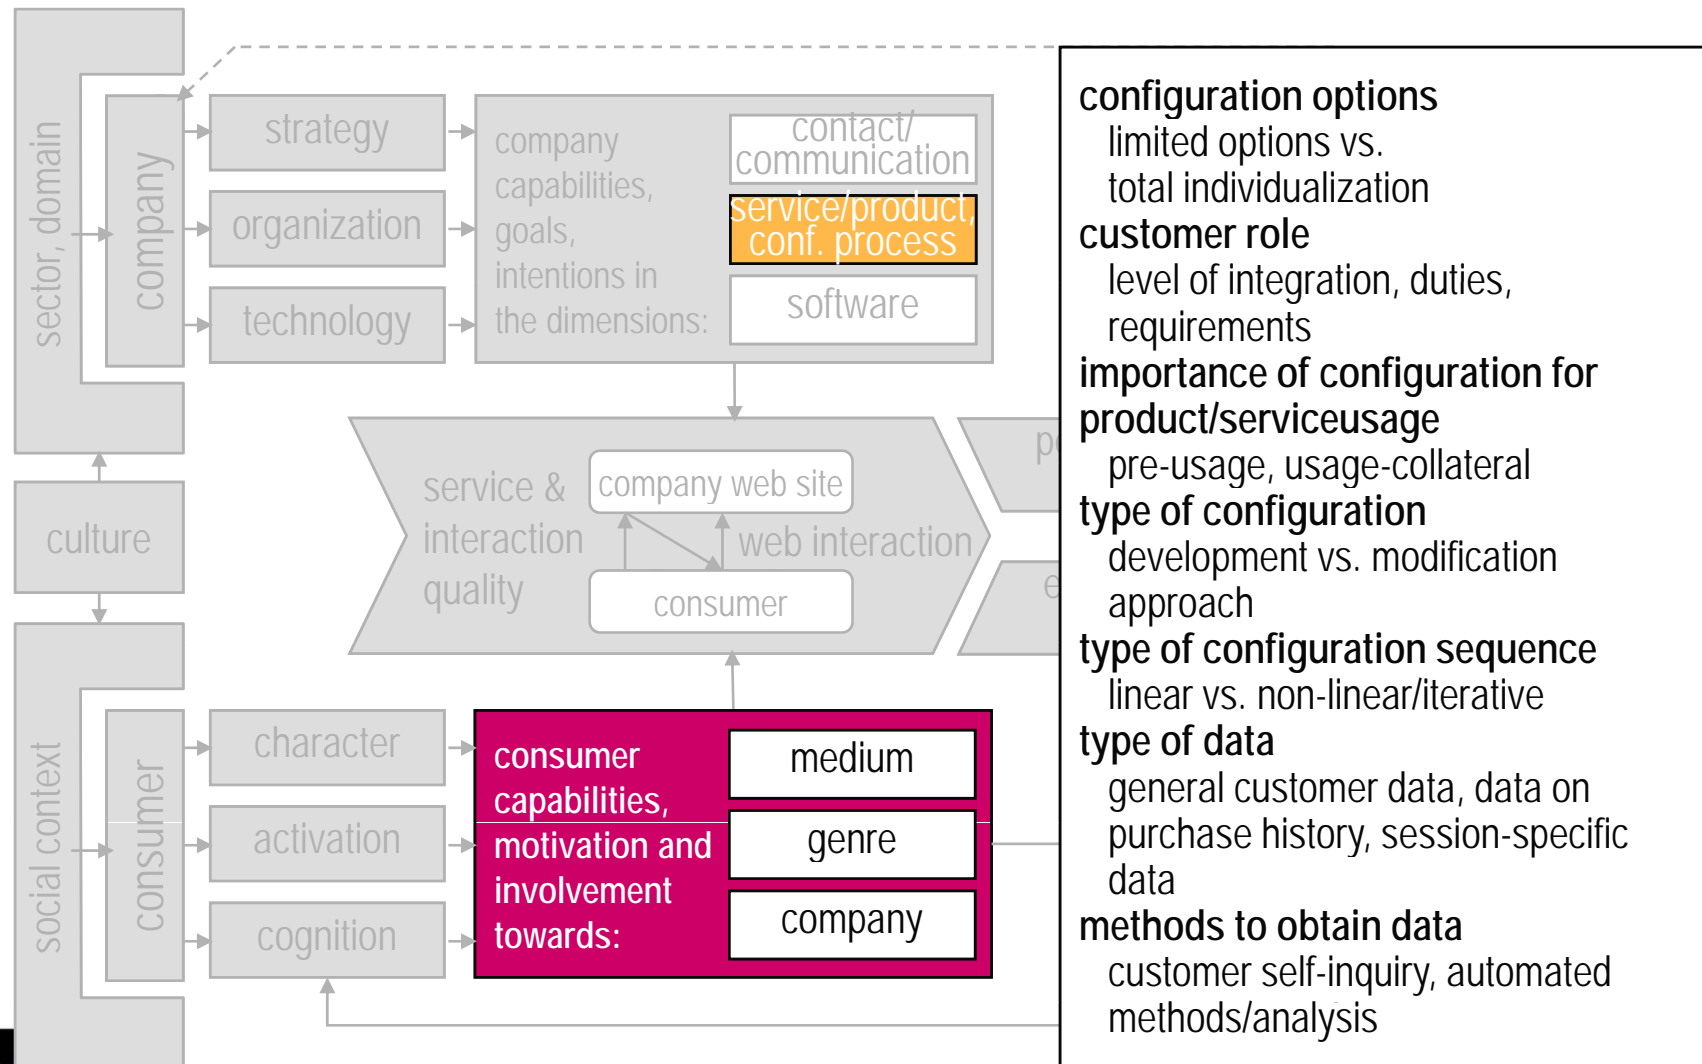 sector, domain
company
strategy
organization
technology
company
capabilities,
goals,
intentions in
the dimensions:
contact/
communication
service/product,
conf. process
software
culture
service &
interaction
quality
company web site
web interaction
consumer
social context
consumer
character
activation
cognition
consumer
capabilities,
motivation and
involvement
towards:
medium
genre
company
configuration options
limited options vs.
total individualization
customer role
level of integration, duties,
requirements
importance of configuration for
product/serviceusage
pre-usage, usage-collateral
type of configuration
development vs. modification
approach
type of configuration sequence
linear vs. non-linear/iterative
type of data
general customer data, data on
purchase history, session-specific
data
methods to obtain data
customer self-inquiry, automated
methods/analysis